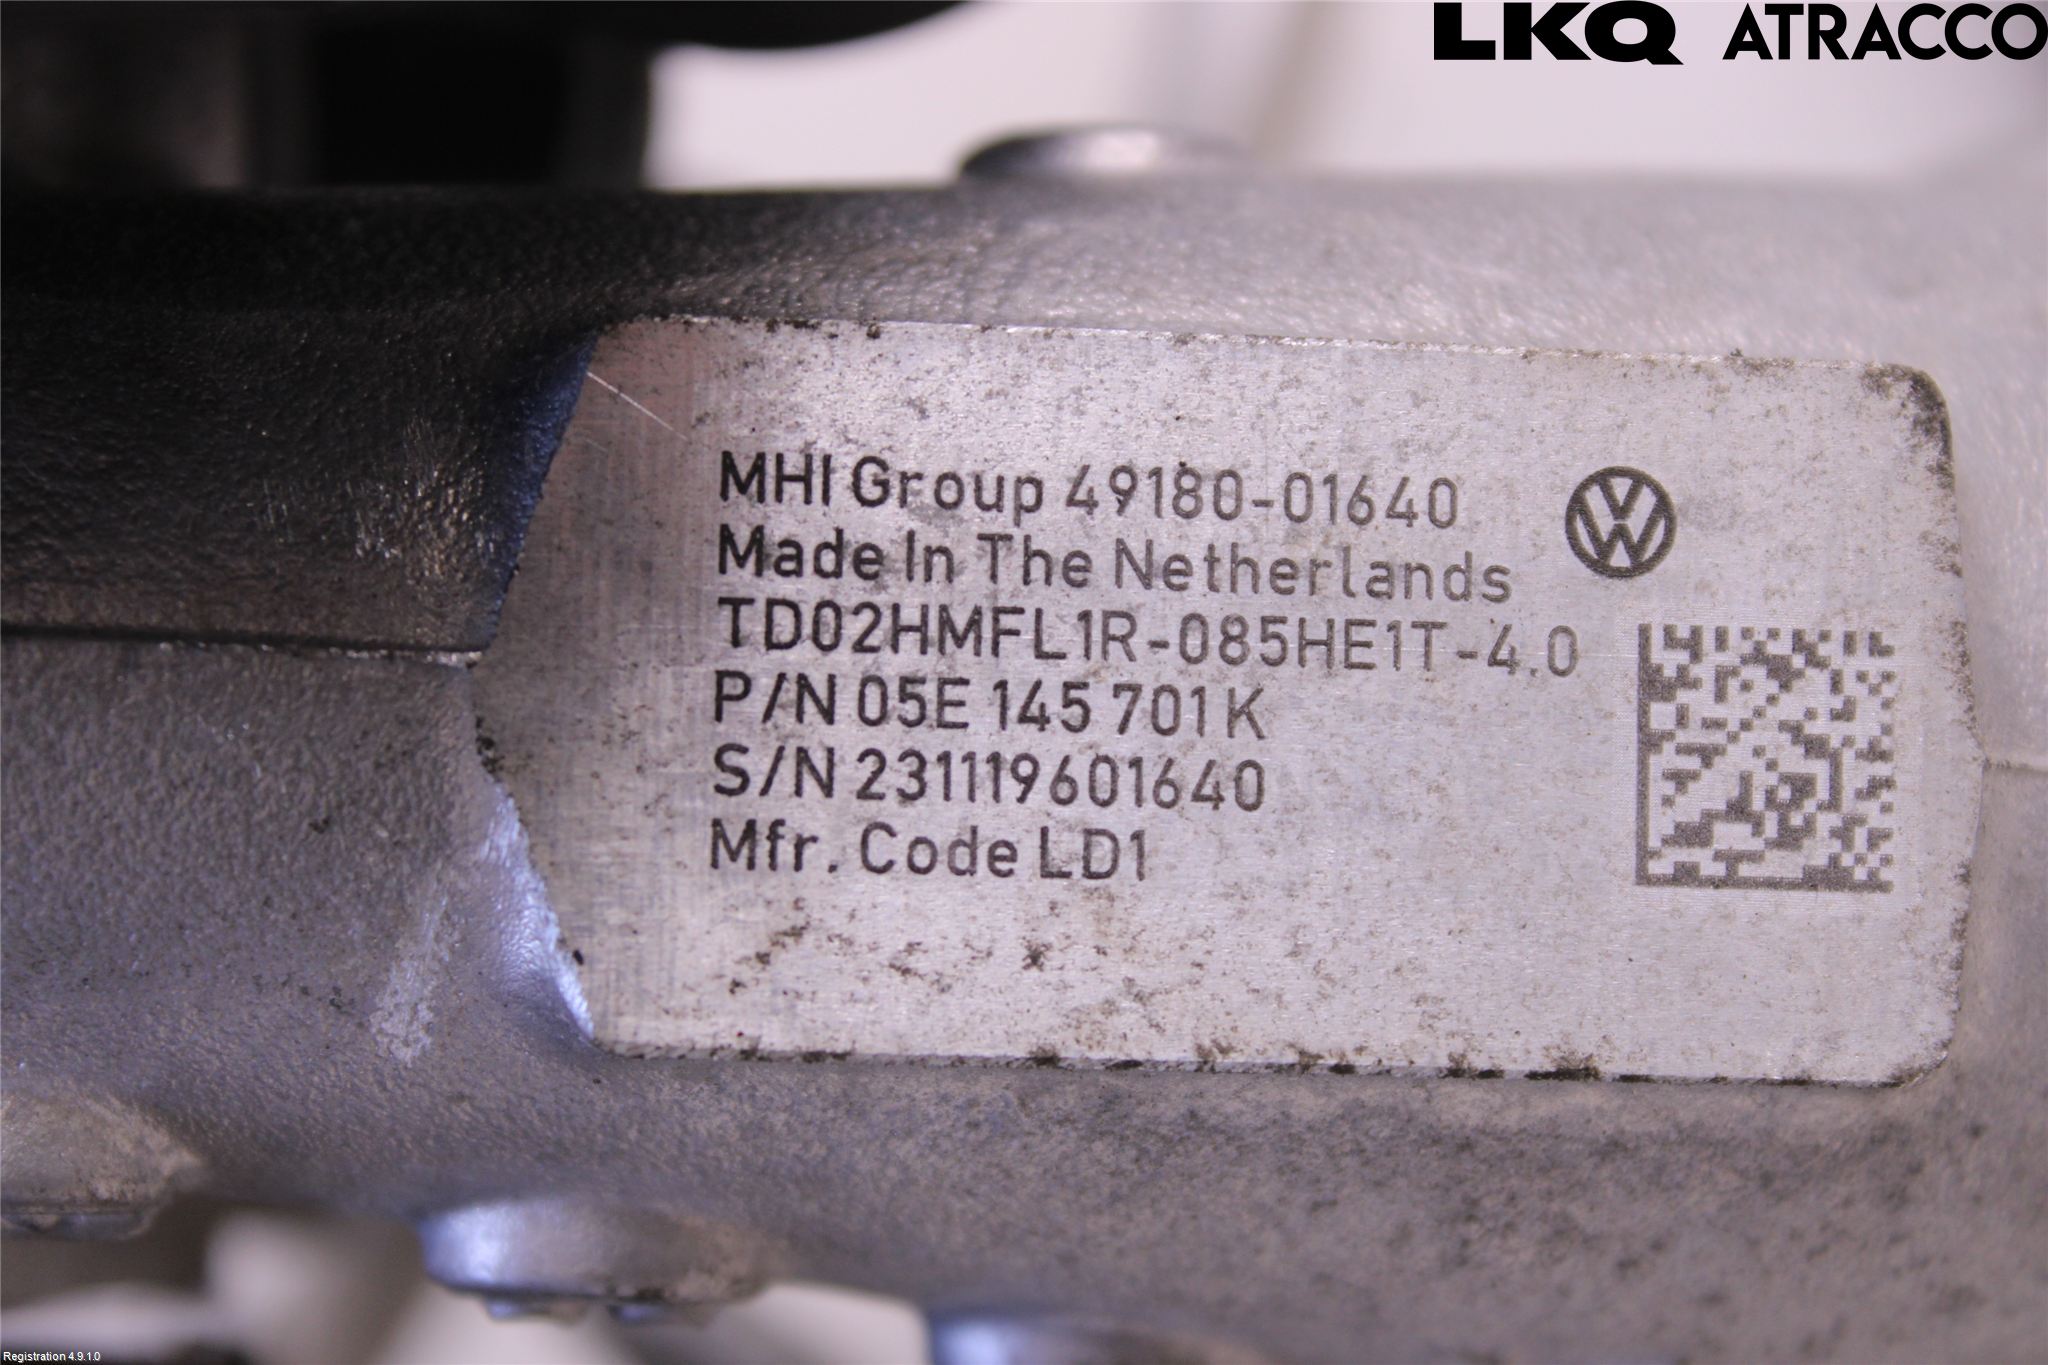 LKQ ATRACCO
MHI Group 49180-01640
Made In The Netherlands
TD02HMFL1R-085HE1T-4.0
P/N 05E 145 701 K
S/N 231119601640
Mfr. Code LD1
Registration 4.9.1.0